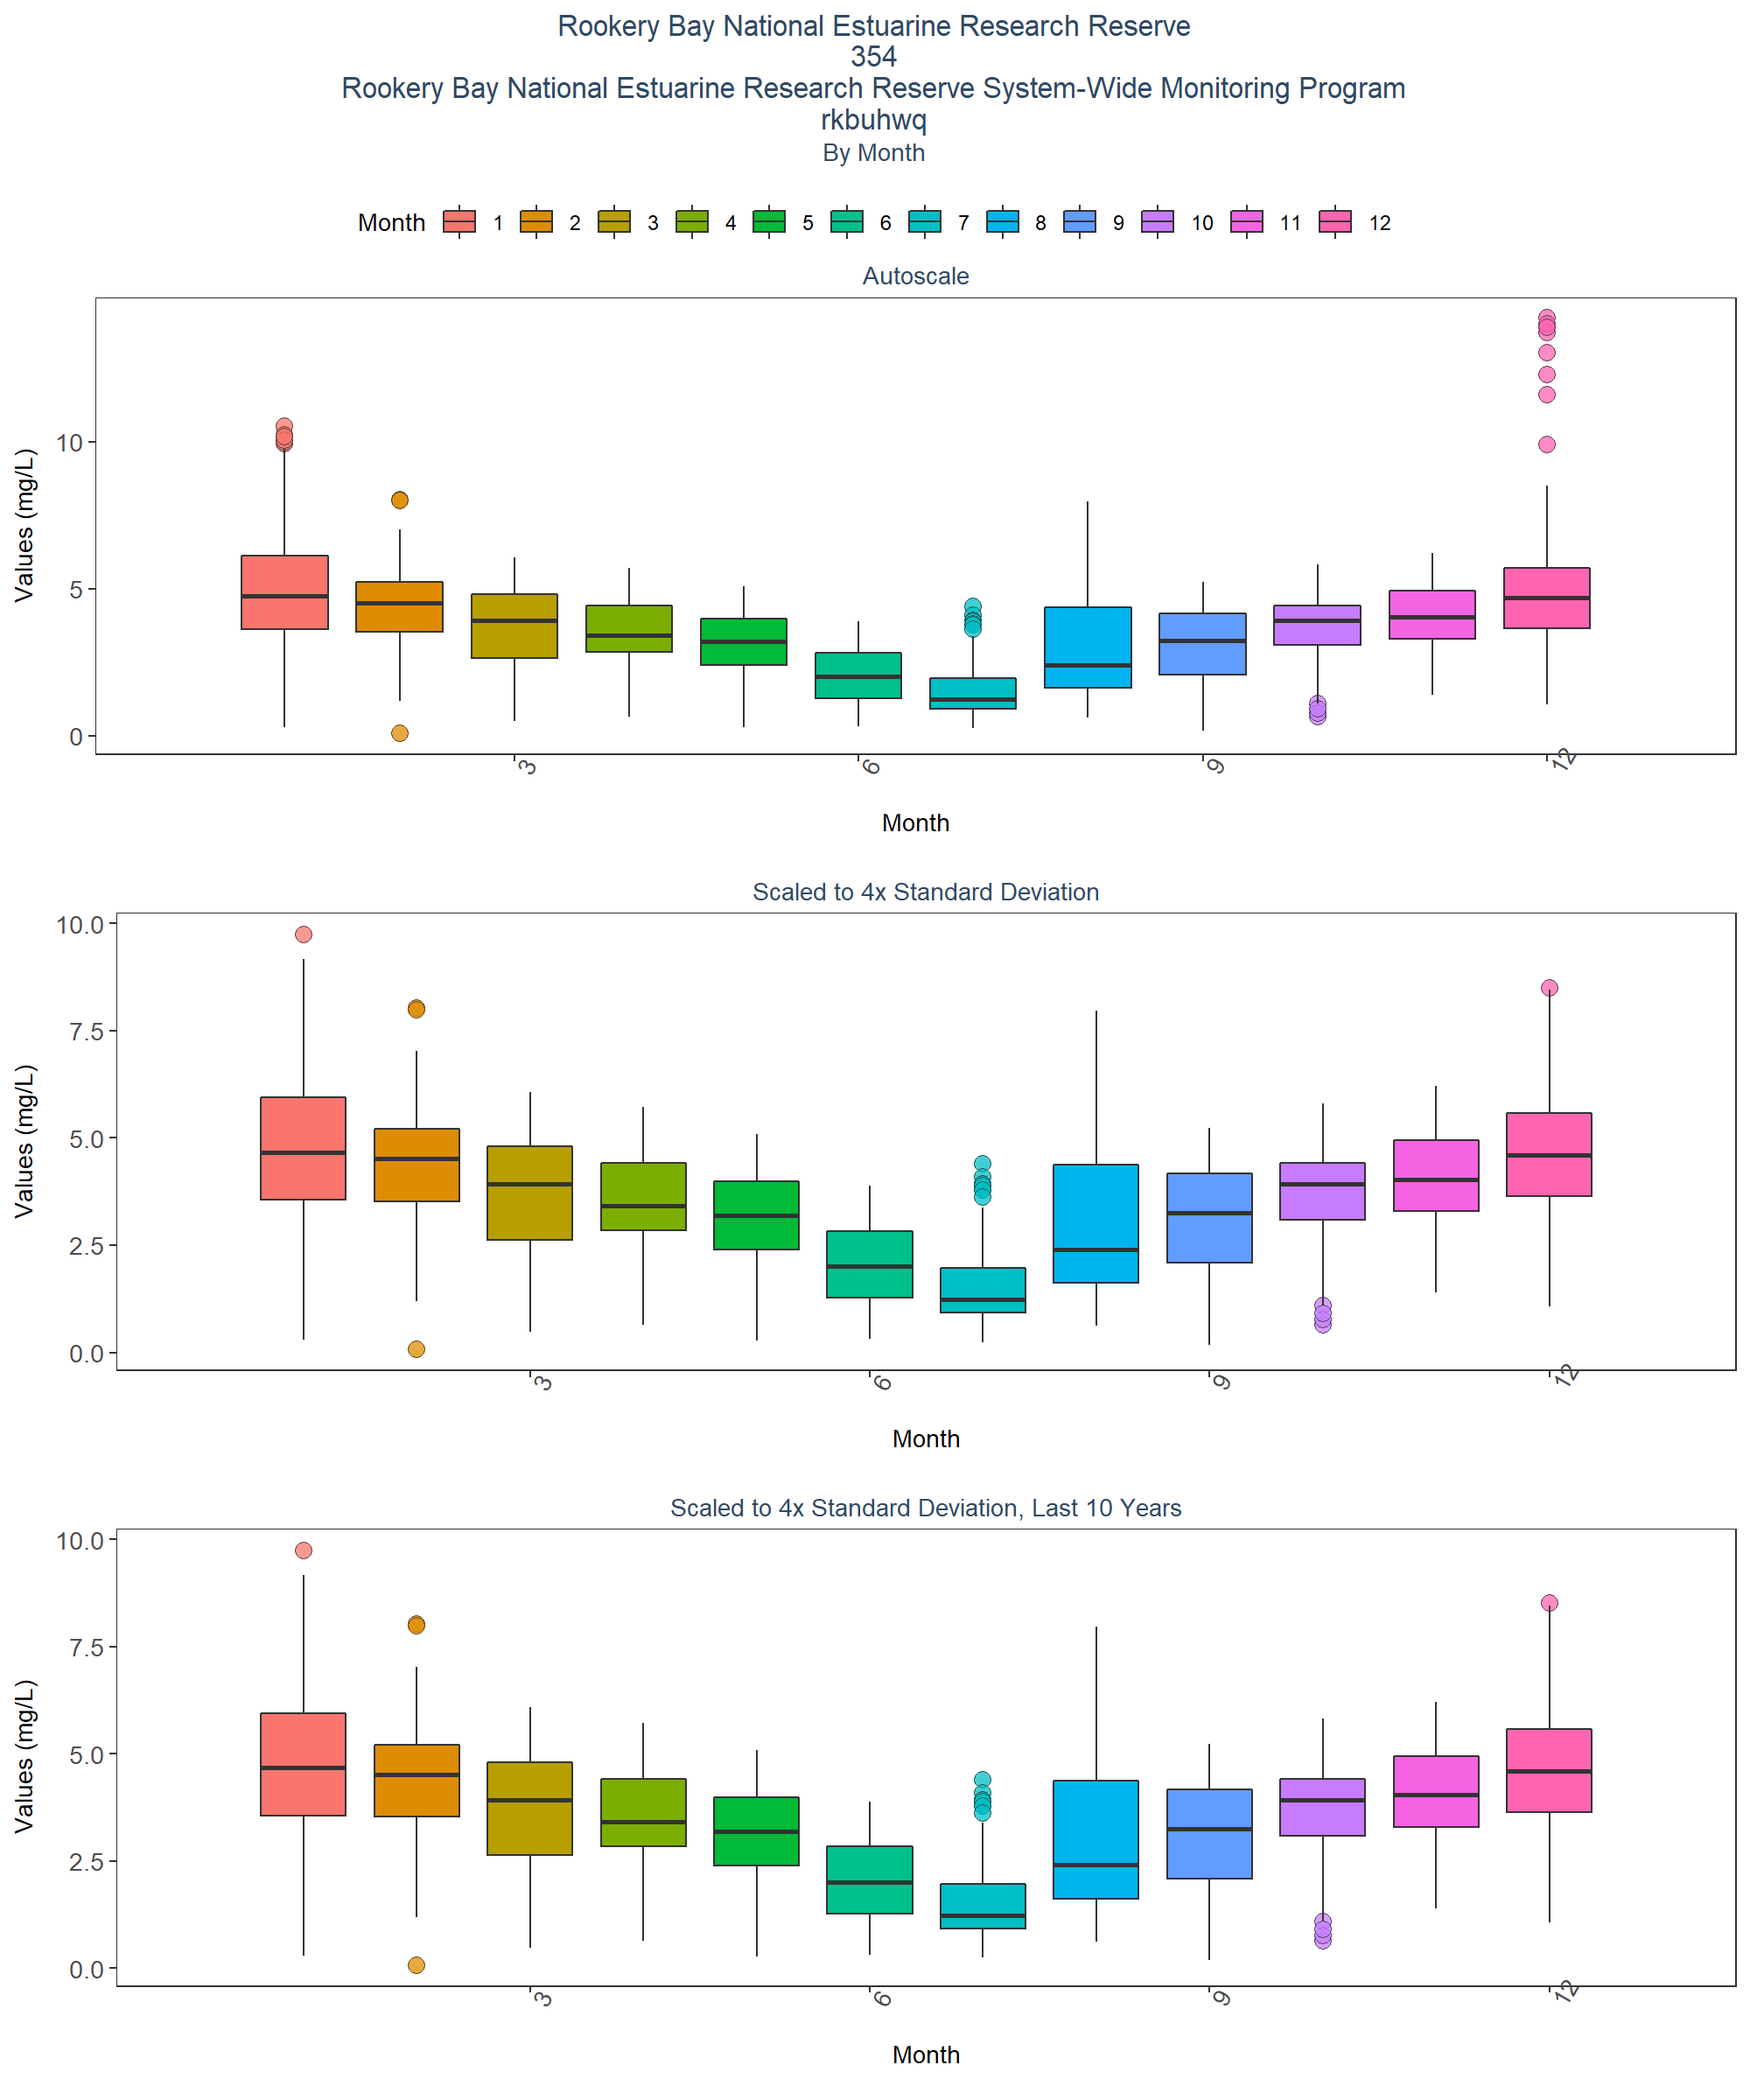 Rookery Bay National Estuarine Research Reserve
354
Rookery Bay National Estuarine Research Reserve System-Wide Monitoring Program
rkbuhwq
By Month
Month 1 2 3 4 5 6 7 8 9 10 11 12
Autoscale
Values (mg/L)
10
5
0
3 6 9 12
Month
Scaled to 4x Standard Deviation
Values (mg/L)
10.0
7.5
5.0
2.5
0.0
3 6 9 12
Month
Scaled to 4x Standard Deviation, Last 10 Years
Values (mg/L)
10.0
7.5
5.0
2.5
0.0
3 6 9 12
Month